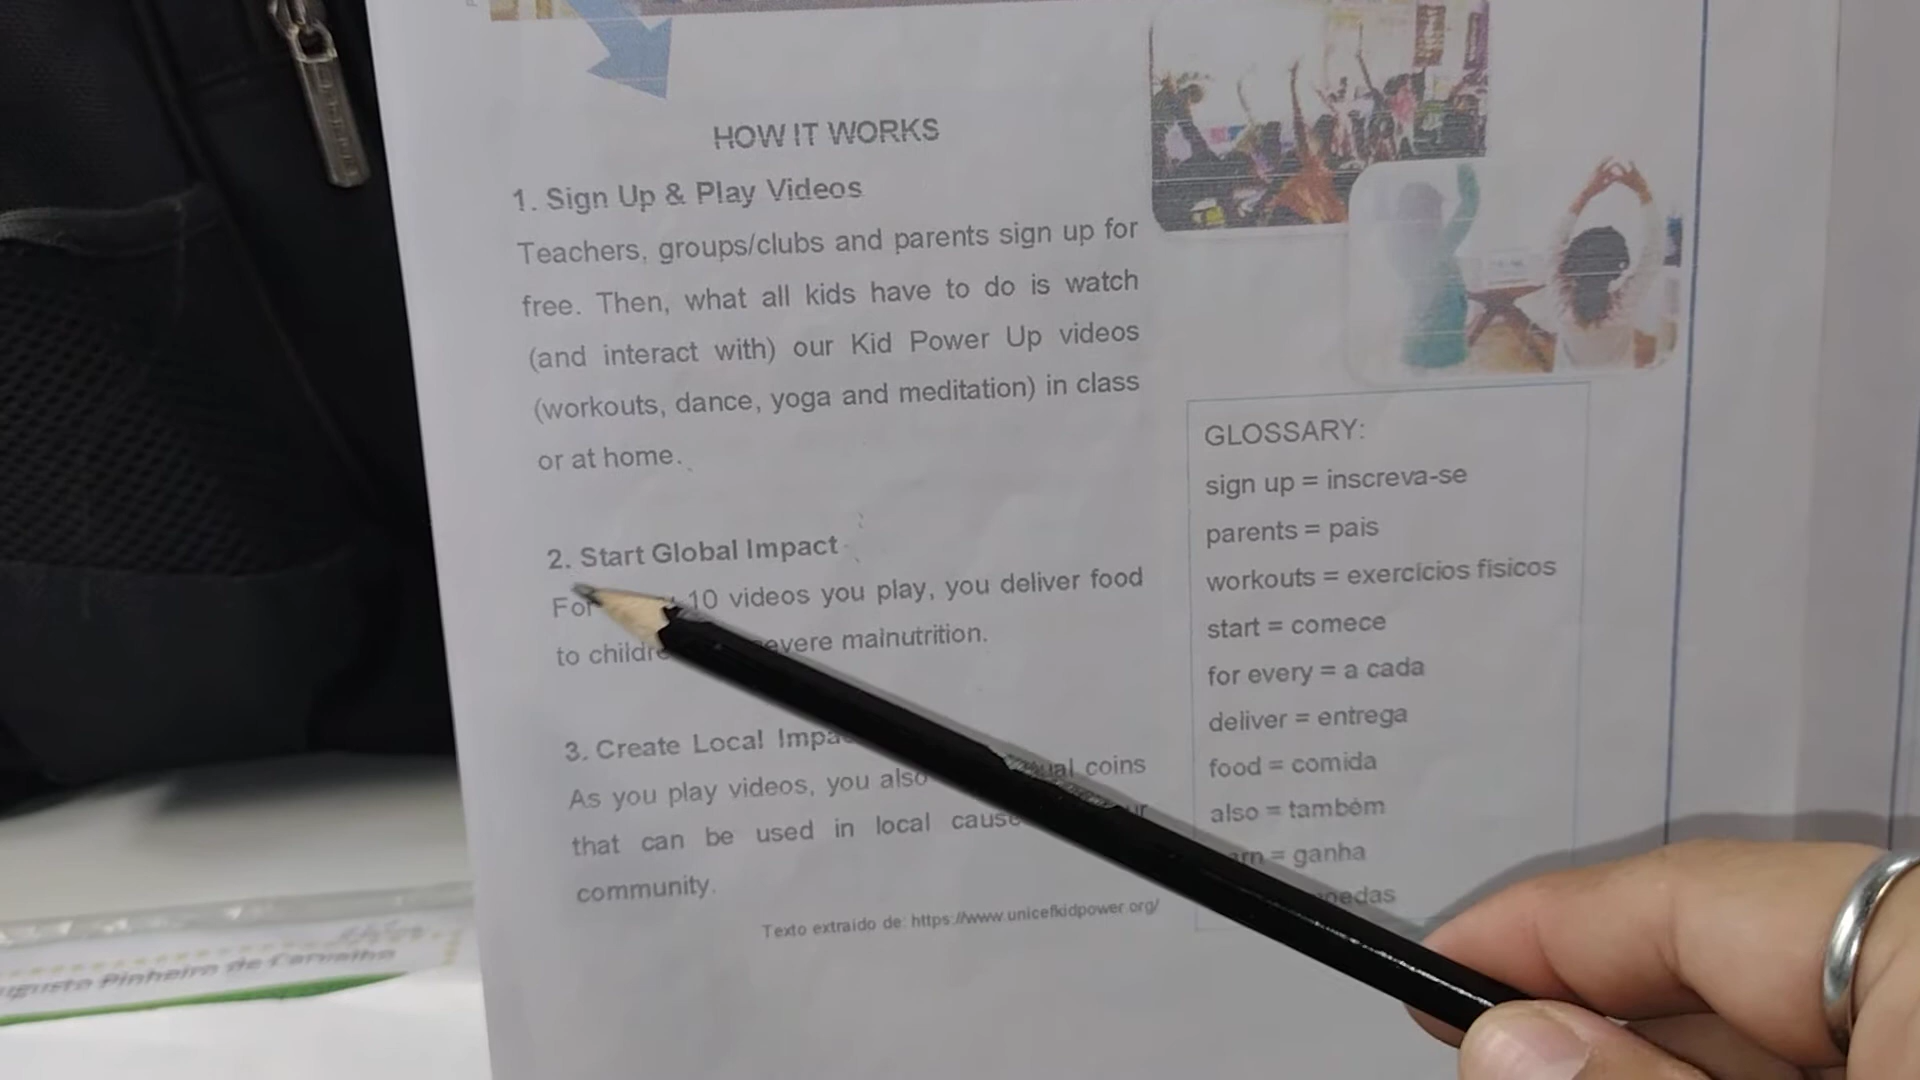 HOW IT WORKS
1. Sign Up & Play Videos
Teachers, groups/clubs and parents sign up for
free. Then, what all kids have to do is watch
(and interact with) our Kid Power Up videos
(workouts, dance, yoga and meditation) in class
or at home.
2. Start Global Impact
For 10 videos you play, you deliver food
to malnutrition.
3. Create Local
As you play videos, you also coins
that can be used in local
community.
Texto extraído de: https://www.unicefkidpower.org/
GLOSSARY:
sign up = inscreva-se
parents = pais
workouts = exercícios físicos
start = comece
for every = a cada
deliver = entrega
food = comida
also = também
= ganha
Pinheiro de Carvalho